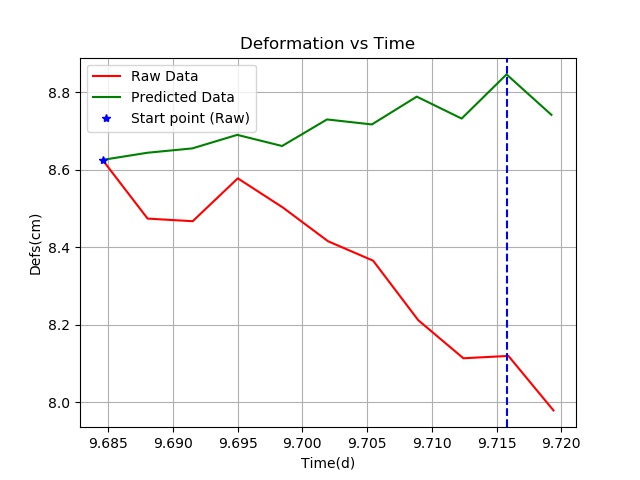 Deformation vs Time
Raw Data
Predicted Data
Start point (Raw)
Defs(cm)
8.8
8.6
8.4
8.2
8.0
9.685 9.690 9.695 9.700 9.705 9.710 9.715 9.720
Time(d)